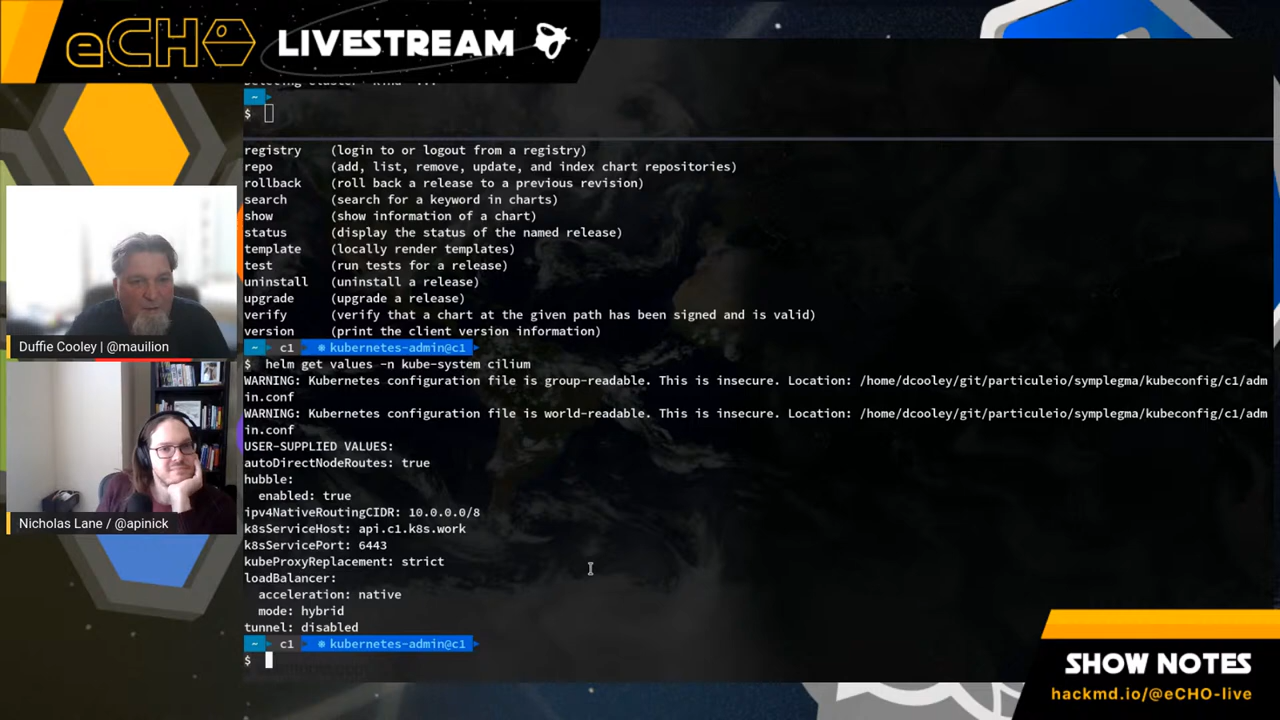 eCHO LIVESTREAM
~
$
registry (login to or logout from a registry)
repo (add, list, remove, update, and index chart repositories)
rollback (roll back a release to a previous revision)
search (search for a keyword in charts)
show (show information of a chart)
status (display the status of the named release)
template (locally render templates)
test (run tests for a release)
uninstall (uninstall a release)
upgrade (upgrade a release)
verify (verify that a chart at the given path has been signed and is valid)
version (print the client version information)
~ c1 kubernetes-admin@c1
$ helm get values -n kube-system cilium
WARNING: Kubernetes configuration file is group-readable. This is insecure. Location: /home/dcooley/git/particuleio/symplegma/kubeconfig/c1/adm
in.conf
WARNING: Kubernetes configuration file is world-readable. This is insecure. Location: /home/dcooley/git/particuleio/symplegma/kubeconfig/c1/adm
in.conf
USER-SUPPLIED VALUES:
autoDirectNodeRoutes: true
hubble:
  enabled: true
ipv4NativeRoutingCIDR: 10.0.0.0/8
k8sServiceHost: api.c1.k8s.work
k8sServicePort: 6443
kubeProxyReplacement: strict
loadBalancer:
  acceleration: native
  mode: hybrid
tunnel: disabled
~ c1 kubernetes-admin@c1
$
Duffie Cooley | @mauilion
Nicholas Lane / @apinick
SHOW NOTES
hackmd.io/@eCHO-live